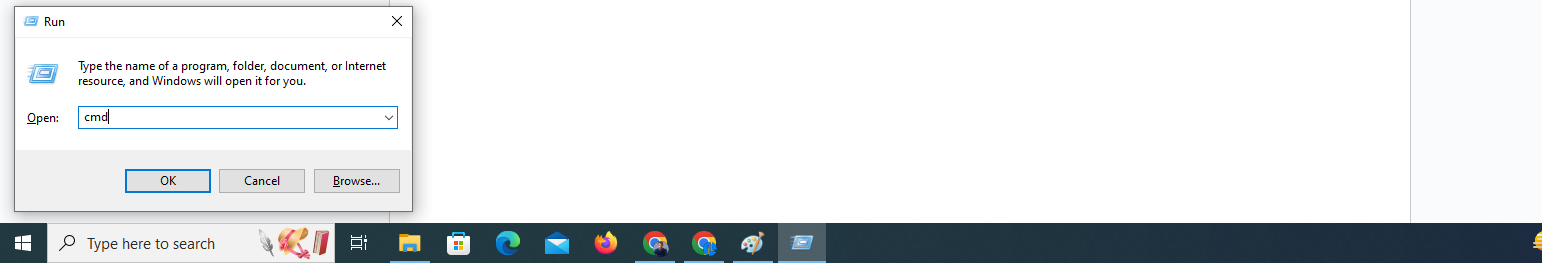 Run
Type the name of a program, folder, document, or Internet
resource, and Windows will open it for you.
Open:
cmd
OK
Cancel
Browse...
Type here to search